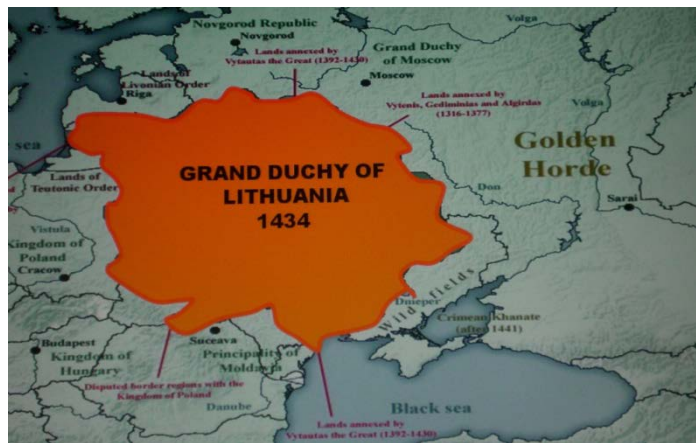 Novgorod Republic
Novgorod
Volga
Lands annexed by
Vytautas the Great (1392-1430)
Grand Duchy
of Moscow
Moscow
Lands of
Livonian Order
Riga
Lands annexed by
Vytenis, Gediminias and Algirdas
(1316-1377)
Volga
sea
Golden
Horde
GRAND DUCHY OF
LITHUANIA
1434
Lands of
Teutonic Order
Don
Sarai
Vistula
Kingdom of
Poland
Cracow
Wild fields
Dnieper
Crimean Khanate
(after 1441)
Suceava
Budapest
Kingdom of
Hungary
Principality of
Moldavia
Disputed border regions with the
Kingdom of Poland
Danube
Black sea
Lands annexed by
Vytautas the Great (1392-1430)